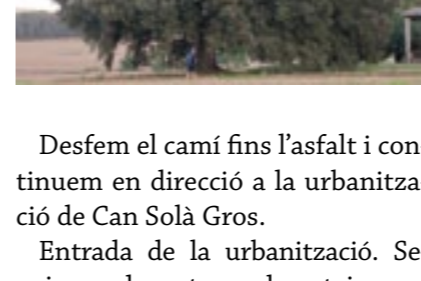 Desfem el camí fins l’asfalt i con
tinuem en direcció a la urbanitza
ció de Can Solà Gros.
Entrada de la urbanització. Se